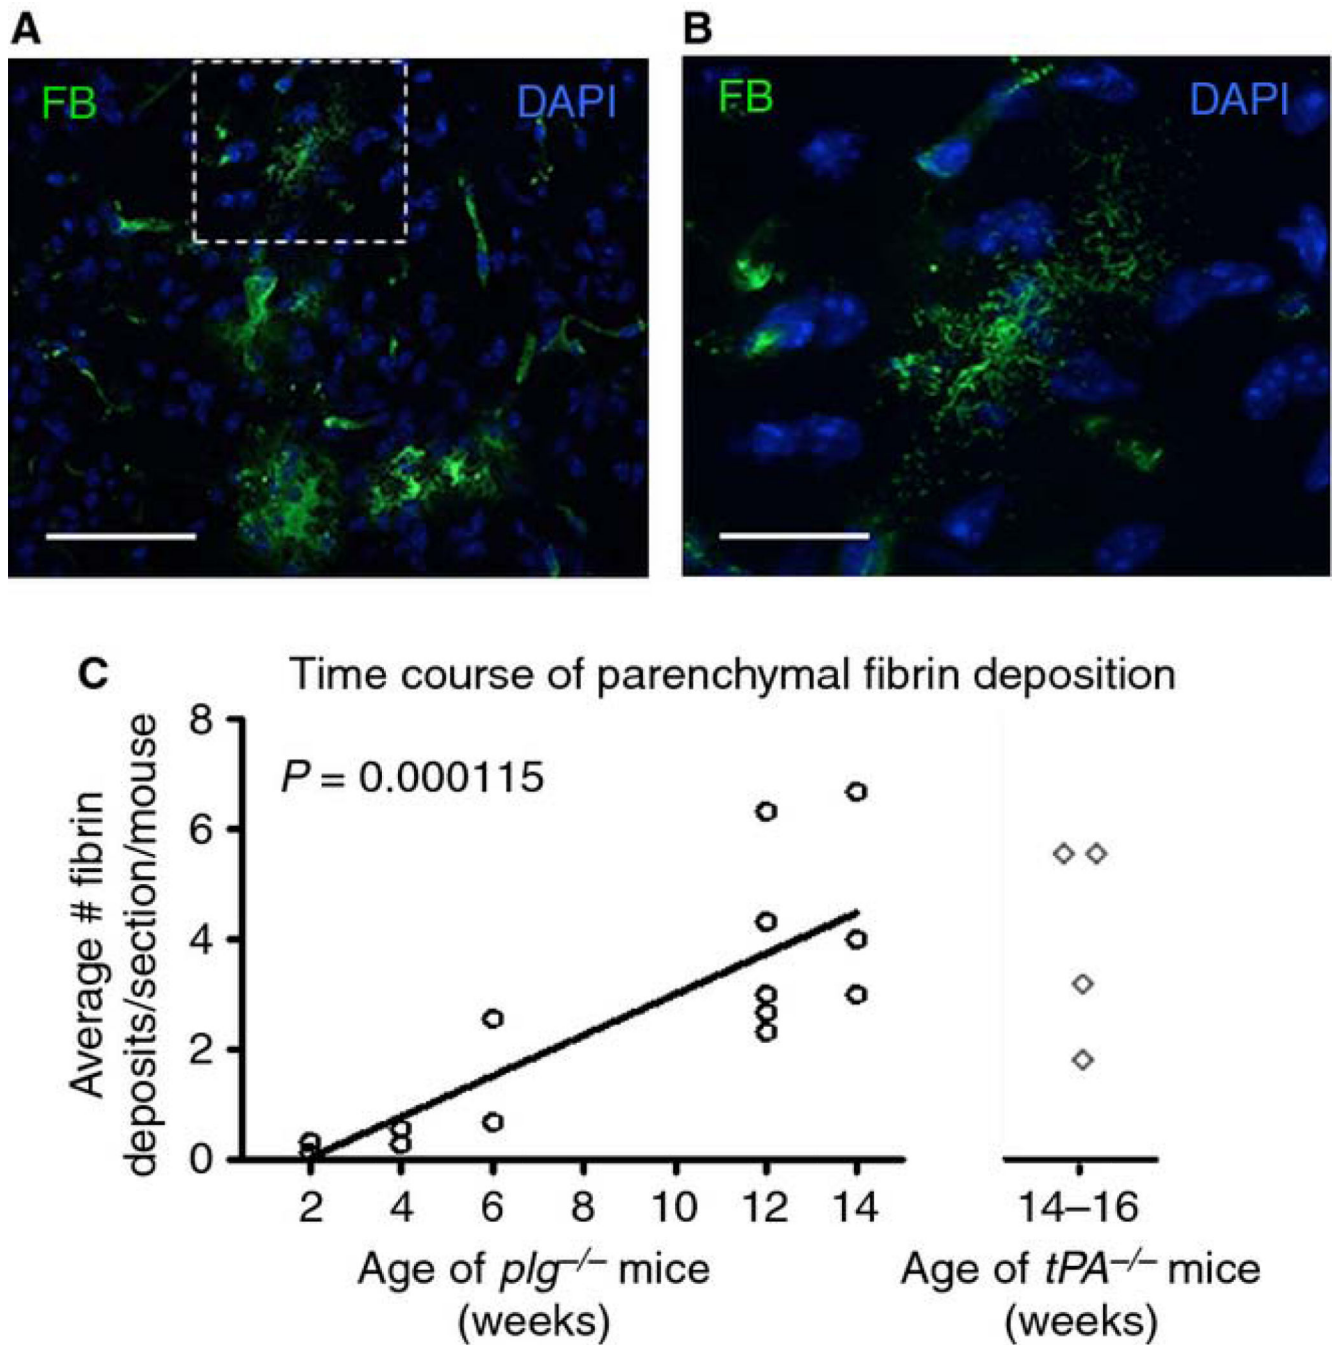 A
B
FB
DAPI
FB
DAPI
C
Time course of parenchymal fibrin deposition
Average # fibrin
deposits/section/mouse
8
6
4
2
0
P = 0.000115
2 4 6 8 10 12 14
14–16
Age of plg–/– mice
(weeks)
Age of tPA–/– mice
(weeks)